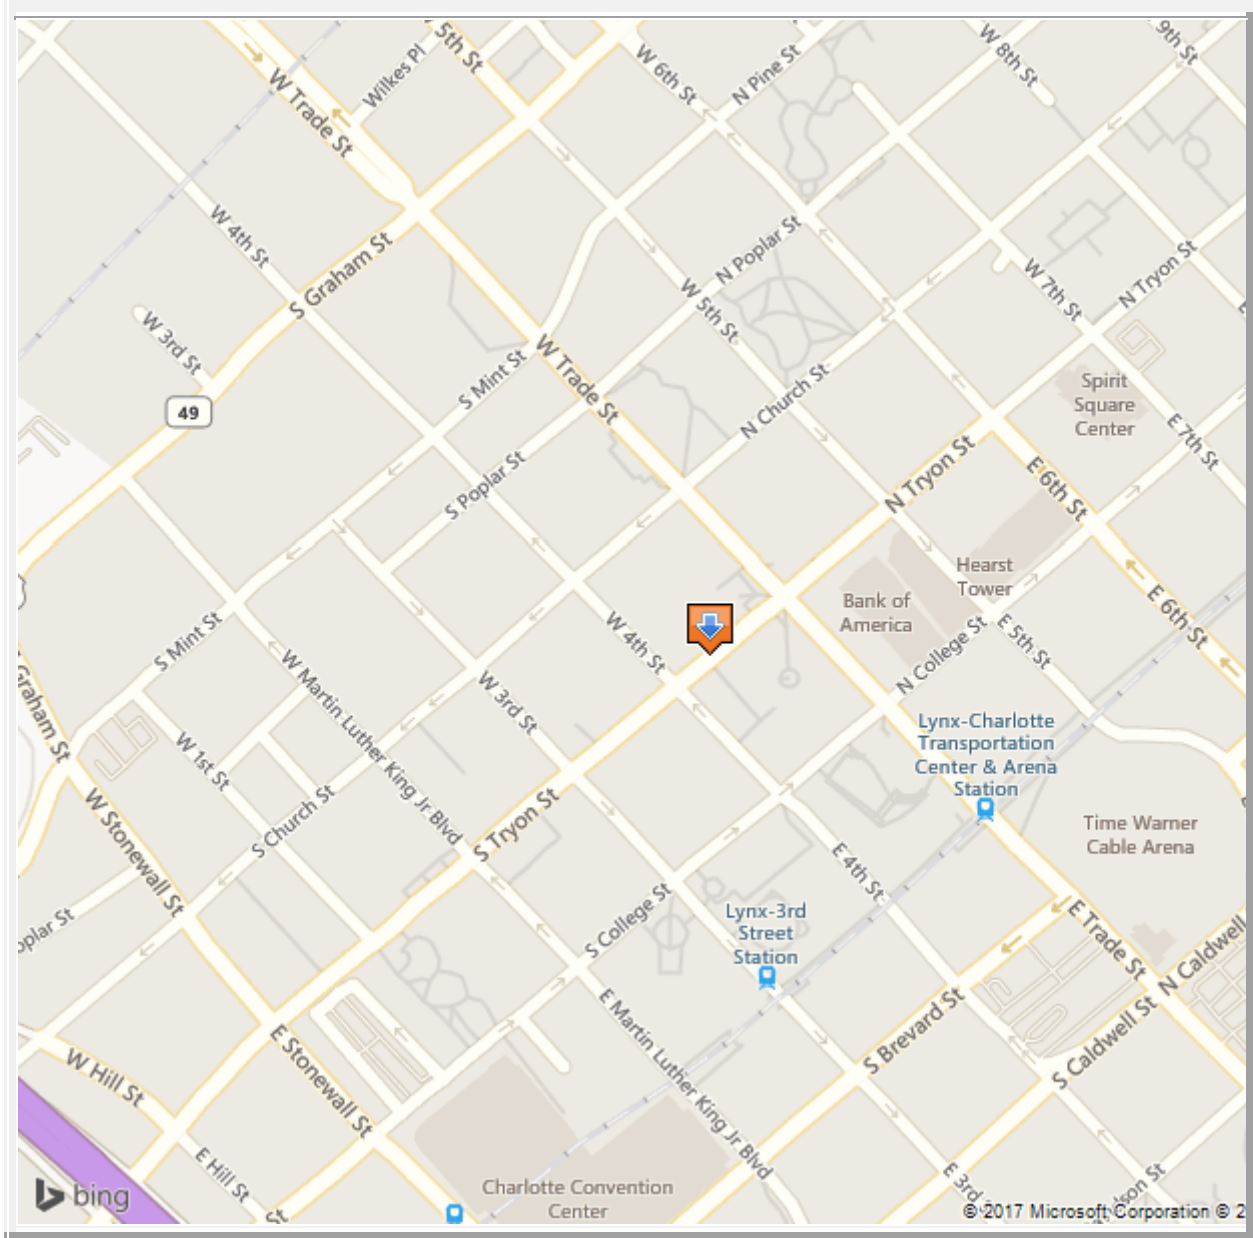 5th St
9th St
W 8th St
W 6th St
Wilkes Pl
N Pine St
W Trade St
W 4th St
N Poplar St
S Graham St
W 7th St
N Tryon St
W 5th St
W 3rd St
S Mint St
W Trade St
Spirit
Square
Center
N Church St
49
E 7th St
S Poplar St
N Tryon St
E 6th St
Hearst
Tower
Bank of
America
E 6th St
W 4th St
S Mint St
E 5th St
N College St
W Martin Luther King Jr Blvd
W 3rd St
Graham St
Lynx-Charlotte
Transportation
Center & Arena
Station
W 1st St
S Tryon St
S Church St
W Stonewall St
Time Warner
Cable Arena
E 4th St
S College St
Lynx-3rd
Street
Station
oplar St
E Trade St
N Caldwell
S Brevard St
S Caldwell St
E Martin Luther King Jr Blvd
E Stonewall St
W Hill St
E Hill St
E 3rd
dson St
Charlotte Convention
Center
St
bing
© 2017 Microsoft Corporation © 2